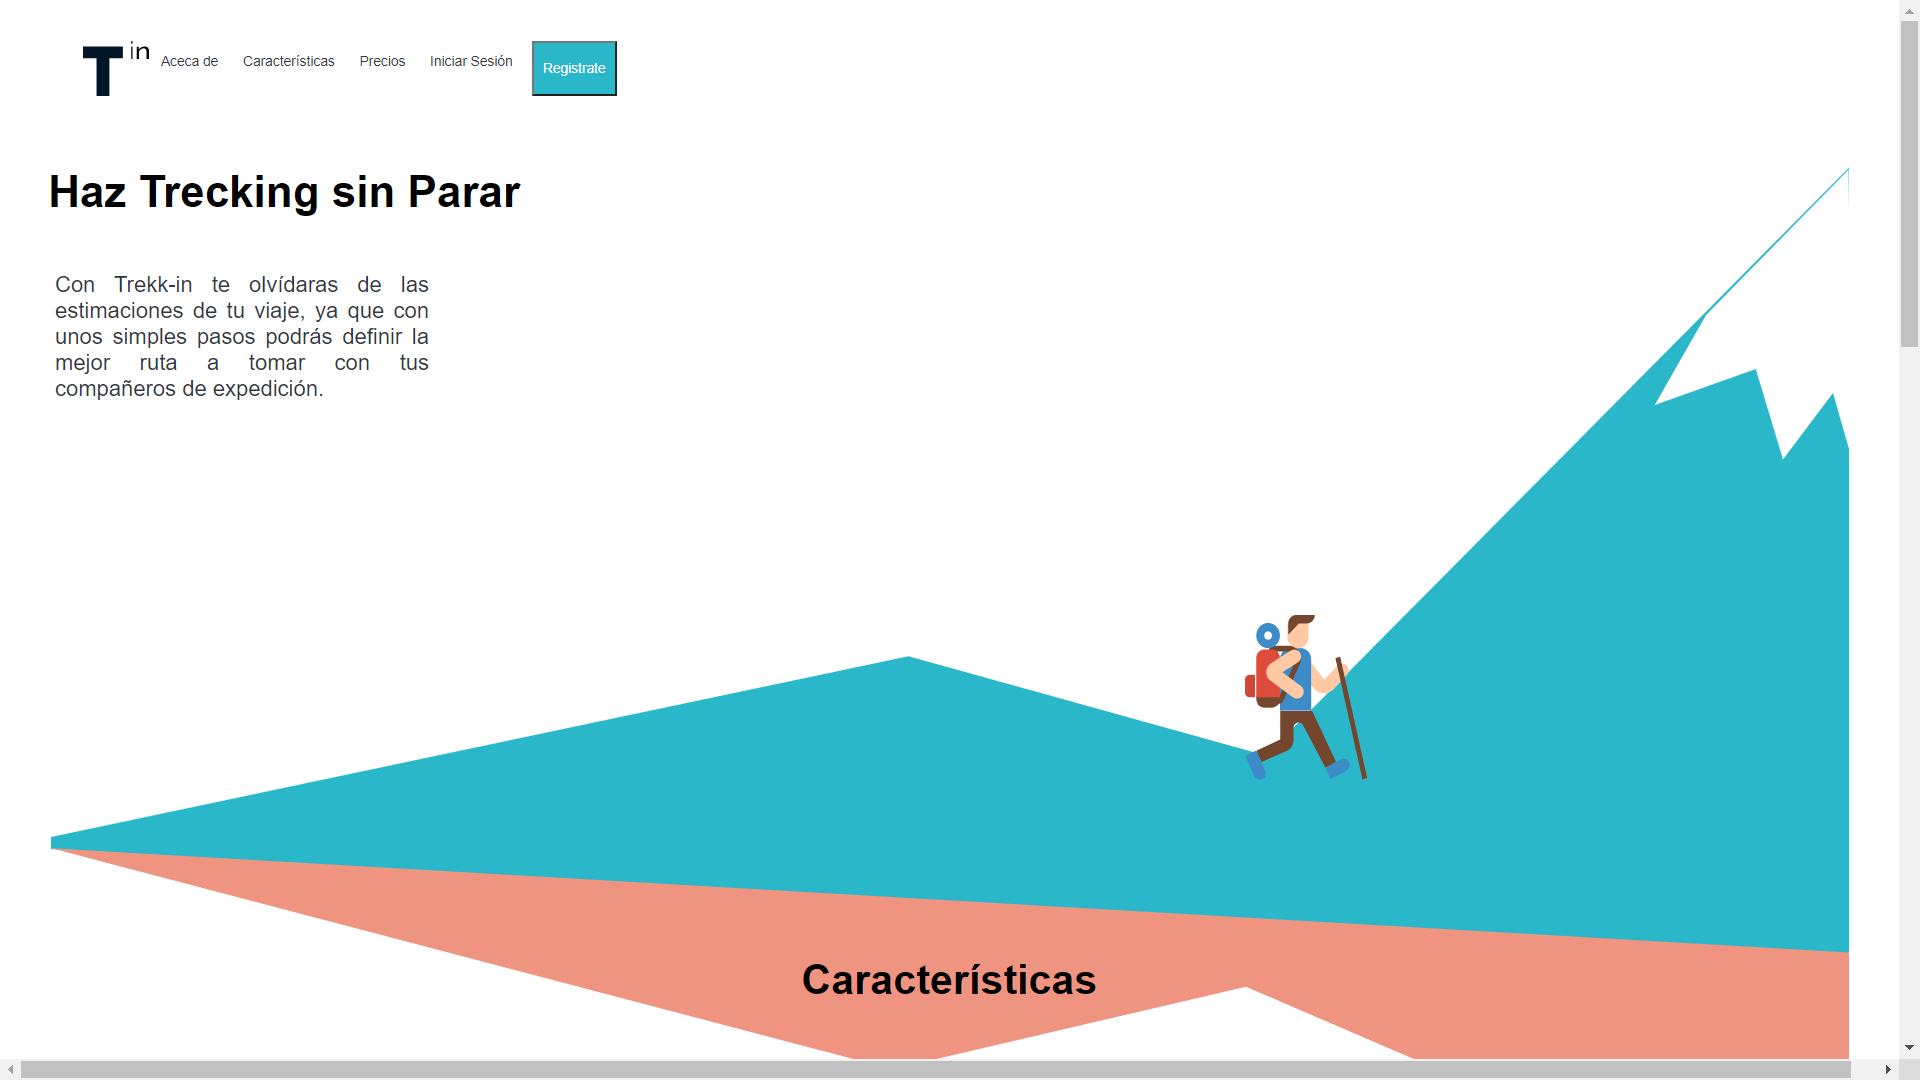 T in
Aceca de
Características
Precios
Iniciar Sesión
Registrate
Haz Trecking sin Parar
Con Trekk-in te olvídaras de las
estimaciones de tu viaje, ya que con
unos simples pasos podrás definir la
mejor ruta a tomar con tus
compañeros de expedición.
Características